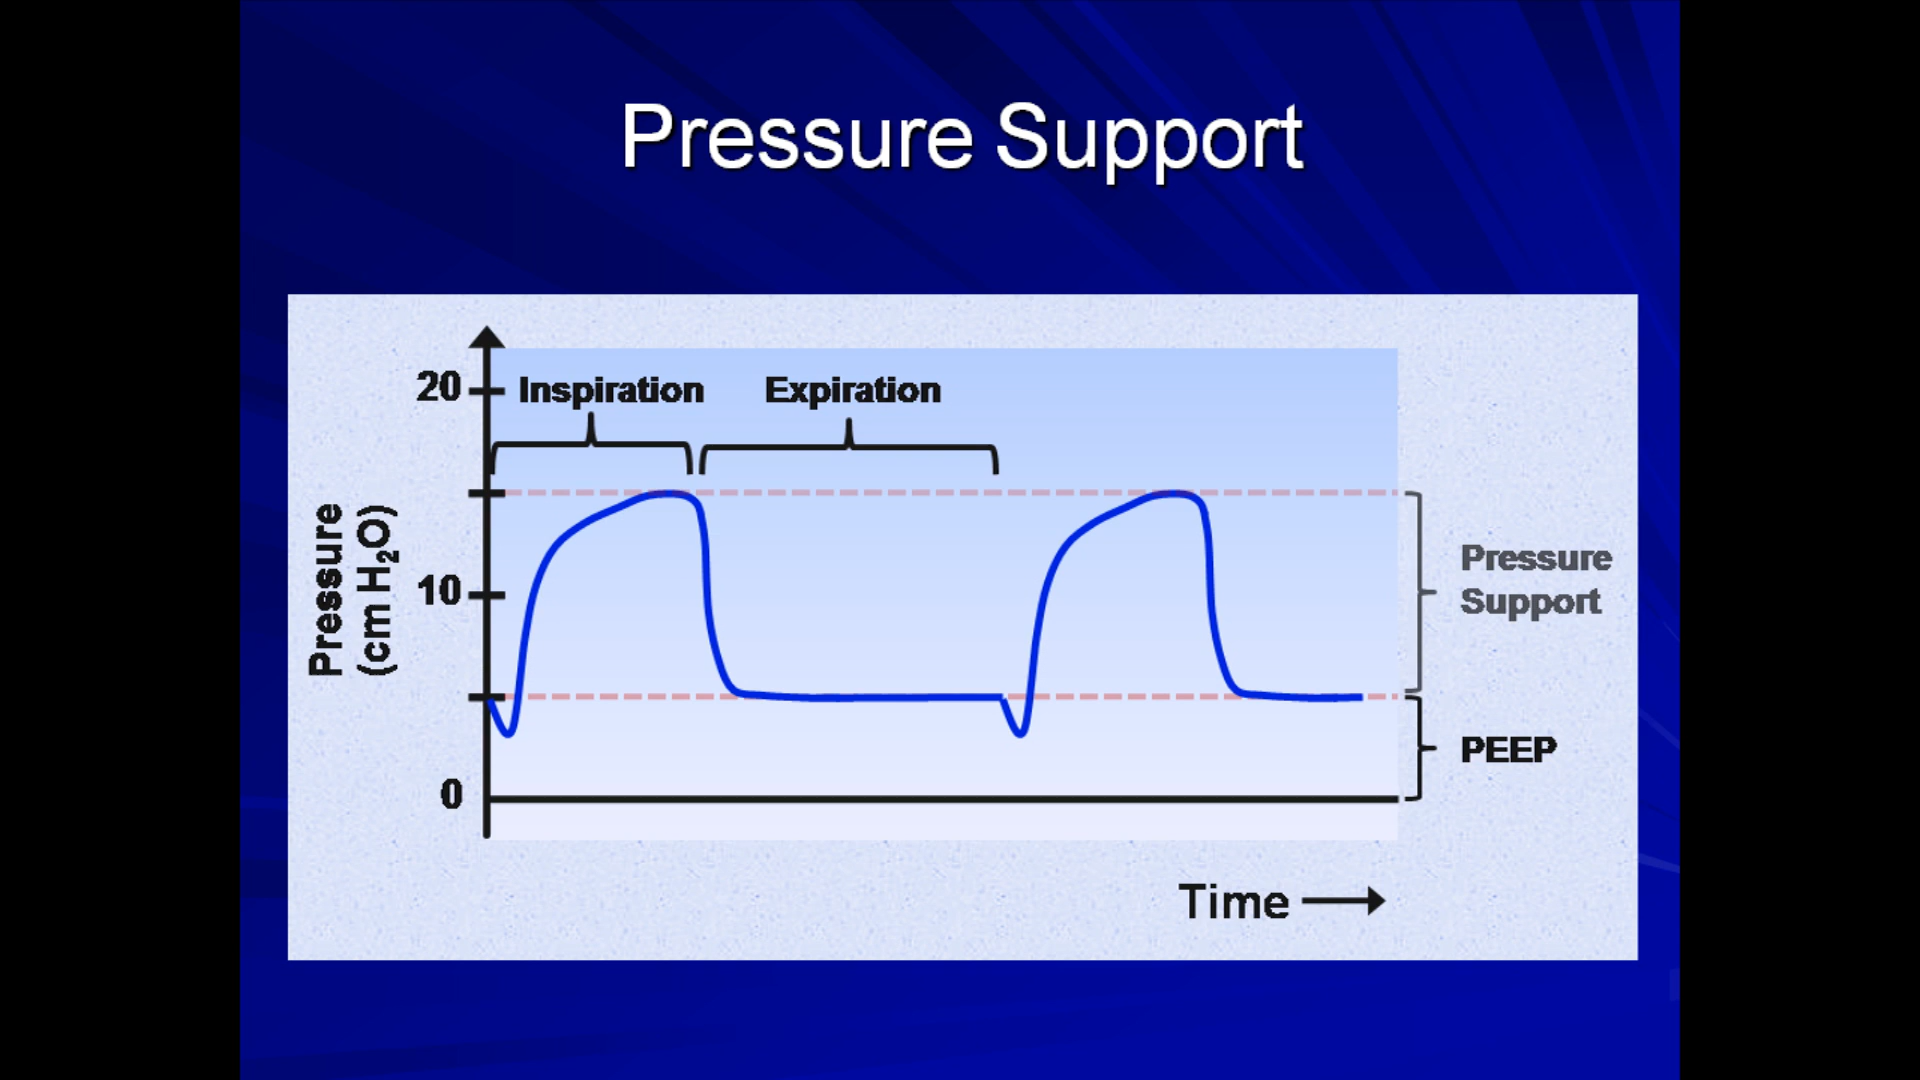 Pressure Support
20
Inspiration
Expiration
10
0
Pressure
(cm H₂O)
Pressure
Support
PEEP
Time